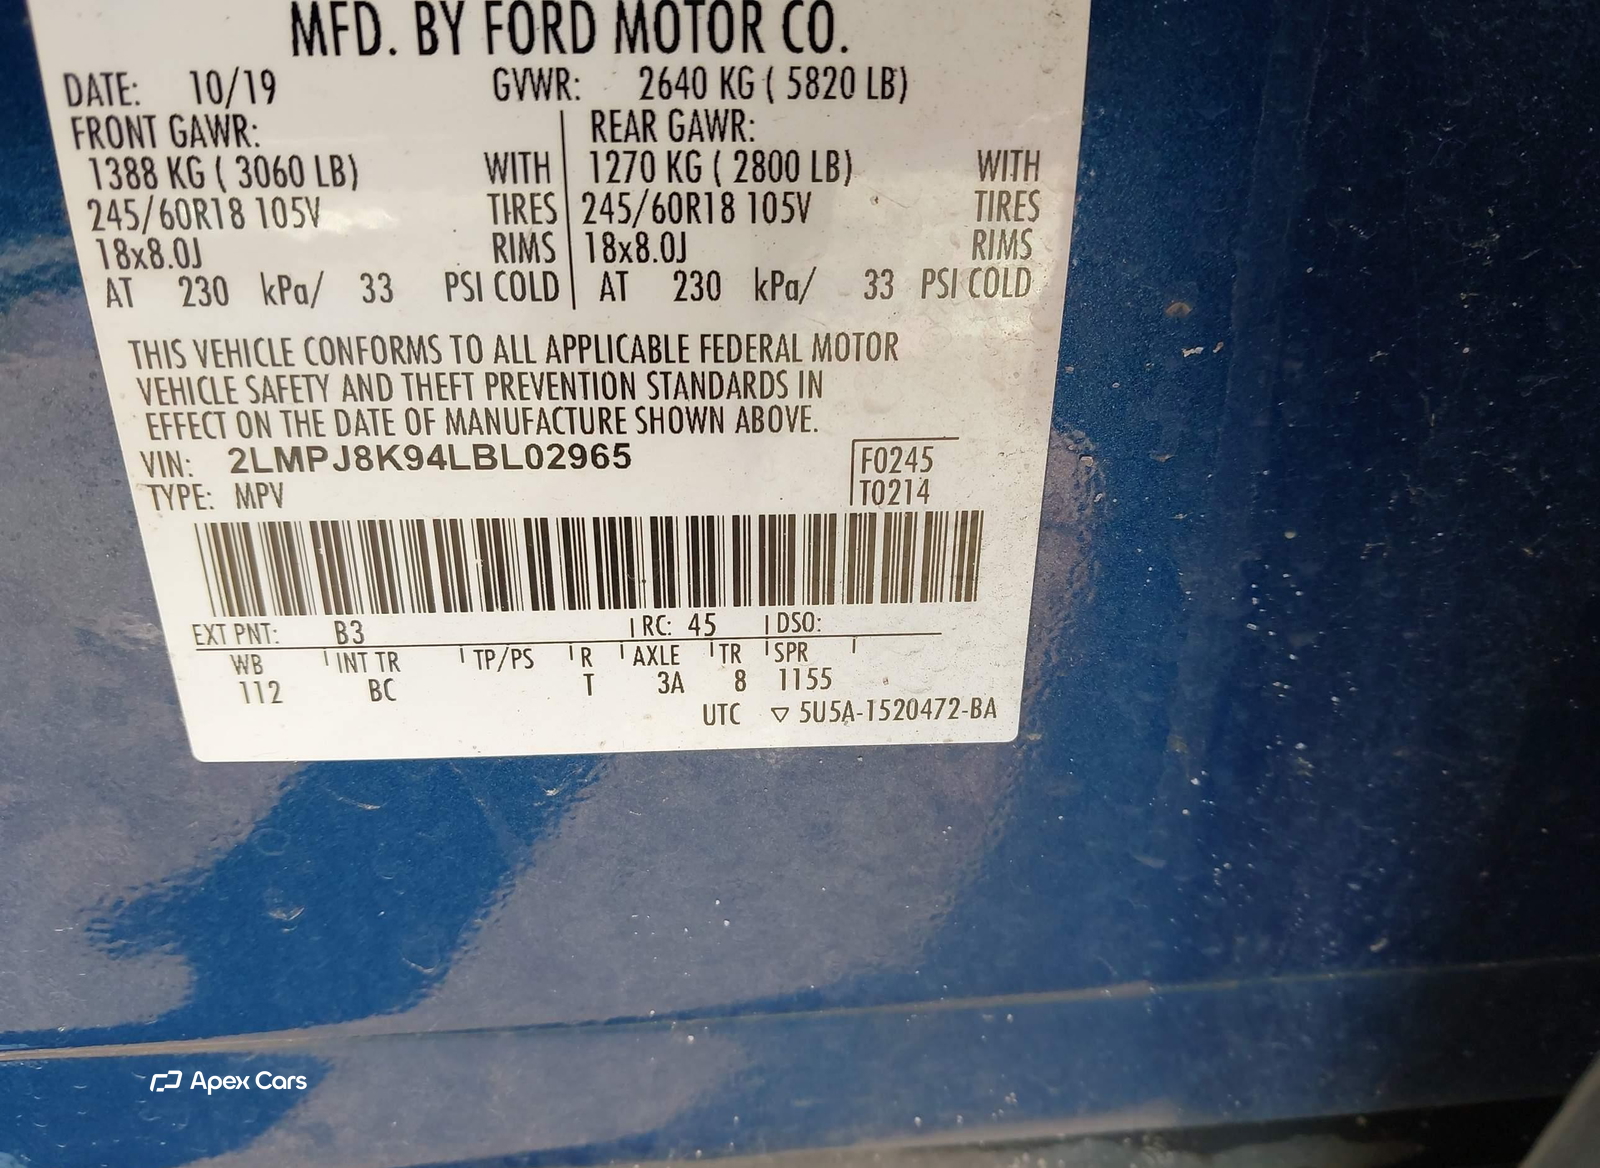 MFD. BY FORD MOTOR CO.
DATE: 10/19 GVWR: 2640 KG ( 5820 LB)
FRONT GAWR: REAR GAWR:
1388 KG ( 3060 LB) WITH 1270 KG ( 2800 LB) WITH
245/60R18 105V TIRES 245/60R18 105V TIRES
18x8.0J RIMS 18x8.0J RIMS
AT 230 kPa/ 33 PSI COLD AT 230 kPa/ 33 PSI COLD
THIS VEHICLE CONFORMS TO ALL APPLICABLE FEDERAL MOTOR
VEHICLE SAFETY AND THEFT PREVENTION STANDARDS IN
EFFECT ON THE DATE OF MANUFACTURE SHOWN ABOVE.
VIN: 2LMPJ8K94LBL02965 F0245
TYPE: MPV T0214
EXT PNT: B3 RC: 45 DSO:
WB INT TR TP/PS R AXLE TR SPR
112 BC T 3A 8 1155
UTC ▽ 5U5A-1520472-BA
Apex Cars